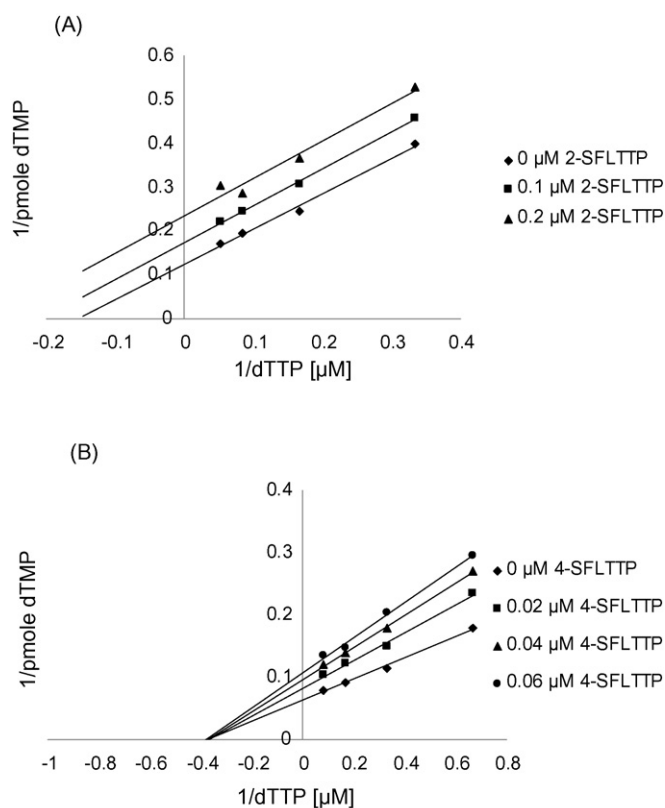 (A)
1/pmole dTMP
0.6
0.5
0.4
0.3
0.2
0.1
0
-0.2 -0.1 0 0.1 0.2 0.3 0.4
1/dTTP [µM]
0 µM 2-SFLTTP
0.1 µM 2-SFLTTP
0.2 µM 2-SFLTTP
(B)
1/pmole dTMP
0.4
0.3
0.2
0.1
0
-1 -0.8 -0.6 -0.4 -0.2 0 0.2 0.4 0.6 0.8
1/dTTP [µM]
0 µM 4-SFLTTP
0.02 µM 4-SFLTTP
0.04 µM 4-SFLTTP
0.06 µM 4-SFLTTP